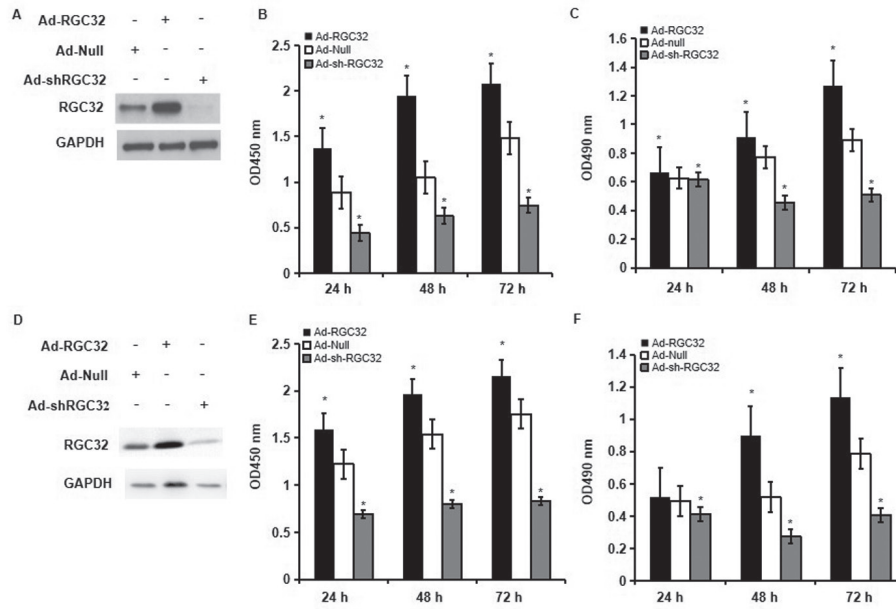 A
Ad-RGC32 - + -
Ad-Null + - -
Ad-shRGC32 - - +
RGC32
GAPDH
B
Ad-RGC32
Ad-Null
Ad-sh-RGC32
OD450 nm
2.5
2
1.5
1
0.5
0
* * * * * *
24 h 48 h 72 h
C
Ad-RGC32
Ad-null
Ad-sh-RGC32
OD490 nm
1.6
1.4
1.2
1
0.8
0.6
0.4
0.2
0
* * * * * *
24 h 48 h 72 h
D
Ad-RGC32 - + -
Ad-Null + - -
Ad-shRGC32 - - +
RGC32
GAPDH
E
Ad-RGC32
Ad-Null
Ad-sh-RGC32
OD450 nm
2.5
2
1.5
1
0.5
0
* * * * * *
24 h 48 h 72 h
F
Ad-RGC32
Ad-Null
Ad-sh-RGC32
OD490 nm
1.4
1.2
1
0.8
0.6
0.4
0.2
0
* * * * *
24 h 48 h 72 h